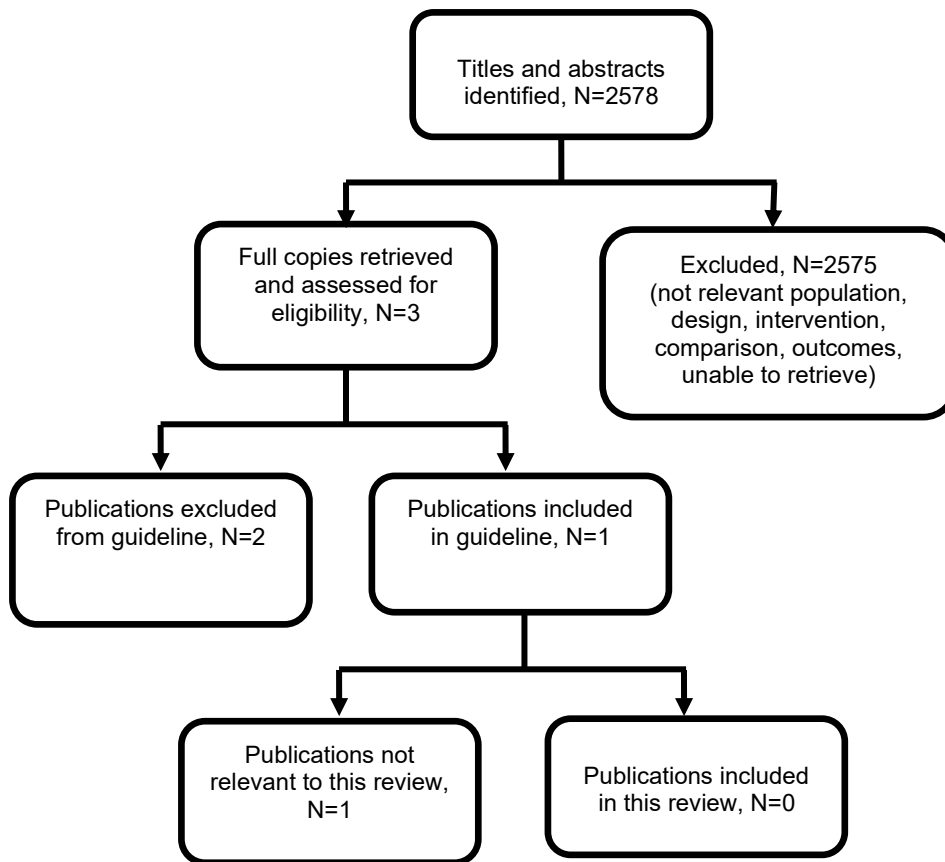 Titles and abstracts
identified, N=2578
Full copies retrieved
and assessed for
eligibility, N=3
Excluded, N=2575
(not relevant population,
design, intervention,
comparison, outcomes,
unable to retrieve)
Publications excluded
from guideline, N=2
Publications included
in guideline, N=1
Publications not
relevant to this review,
N=1
Publications included
in this review, N=0